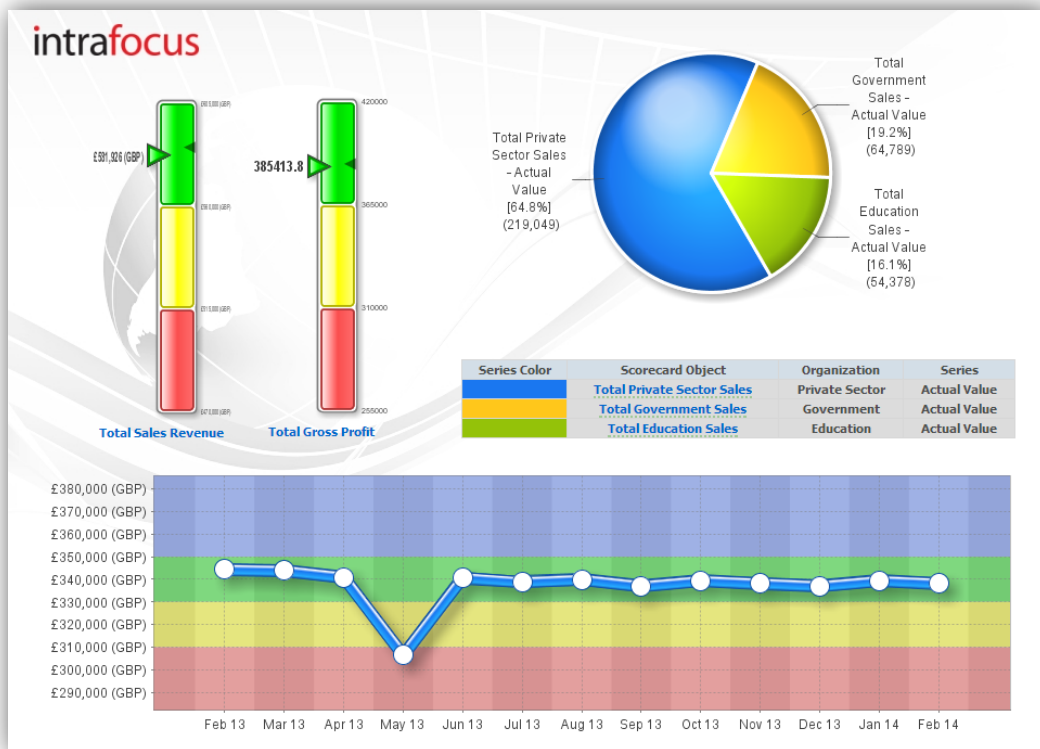 intrafocus
£581,926 (GBP)
Total Sales Revenue
420000
385413.8
365000
310000
255000
Total Gross Profit
Total Private
Sector Sales
- Actual
Value
[64.8%]
(219,049)
Total
Government
Sales -
Actual Value
[19.2%]
(64,789)
Total
Education
Sales -
Actual Value
[16.1%]
(54,378)
Series Color Scorecard Object Organization Series
Total Private Sector Sales Private Sector Actual Value
Total Government Sales Government Actual Value
Total Education Sales Education Actual Value
£380,000 (GBP)
£370,000 (GBP)
£360,000 (GBP)
£350,000 (GBP)
£340,000 (GBP)
£330,000 (GBP)
£320,000 (GBP)
£310,000 (GBP)
£300,000 (GBP)
£290,000 (GBP)
Feb 13 Mar 13 Apr 13 May 13 Jun 13 Jul 13 Aug 13 Sep 13 Oct 13 Nov 13 Dec 13 Jan 14 Feb 14